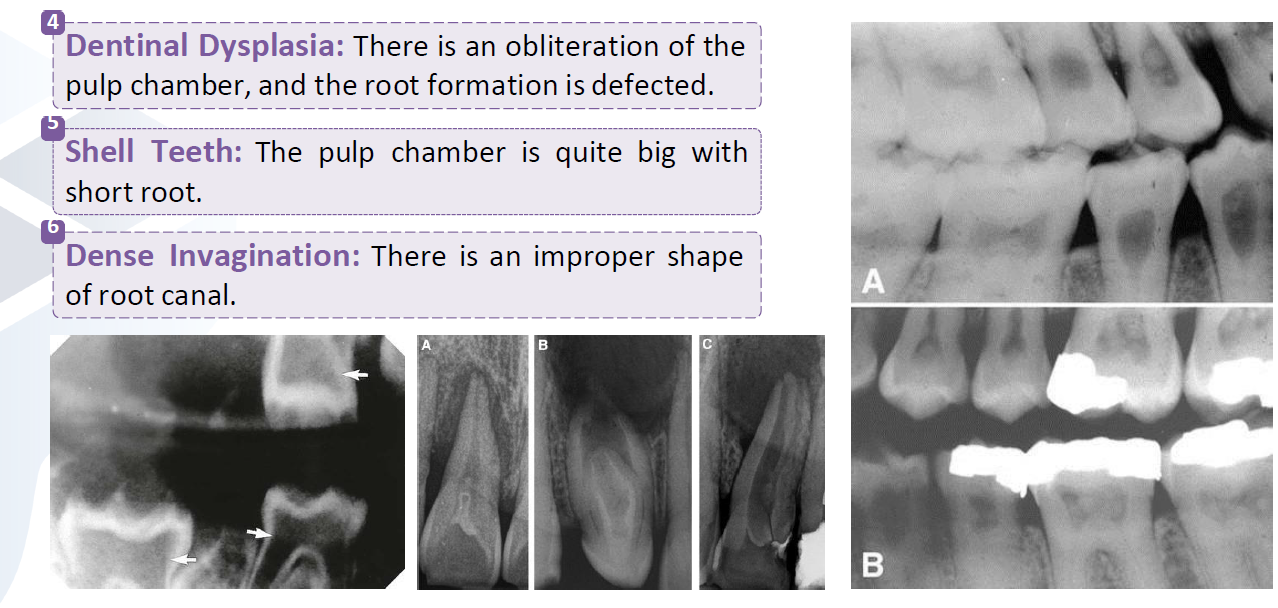 4
Dentinal Dysplasia: There is an obliteration of the
pulp chamber, and the root formation is defected.
5
Shell Teeth: The pulp chamber is quite big with
short root.
6
Dense Invagination: There is an improper shape
of root canal.
A
B
C
A
B